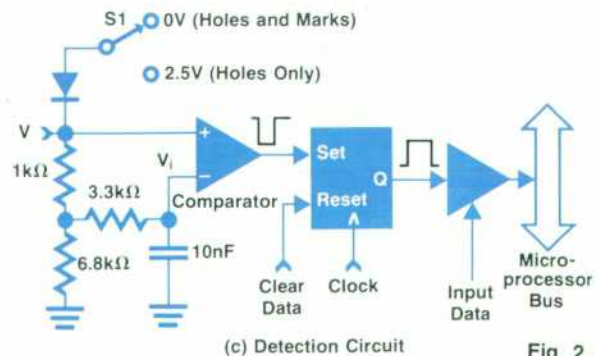 S1
0V (Holes and Marks)
2.5V (Holes Only)
V
1kΩ
Vi
+
−
3.3kΩ
Comparator
6.8kΩ
10nF
Set
Reset
Q
Clear
Data
Clock
Input
Data
Micro-
processor
Bus
(c) Detection Circuit
Fig. 2